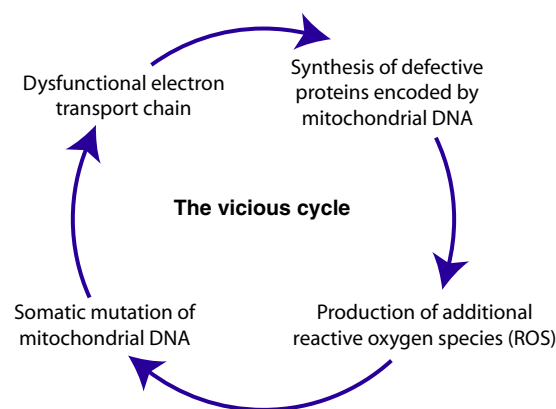 Dysfunctional electron
transport chain
Synthesis of defective
proteins encoded by
mitochondrial DNA
The vicious cycle
Somatic mutation of
mitochondrial DNA
Production of additional
reactive oxygen species (ROS)